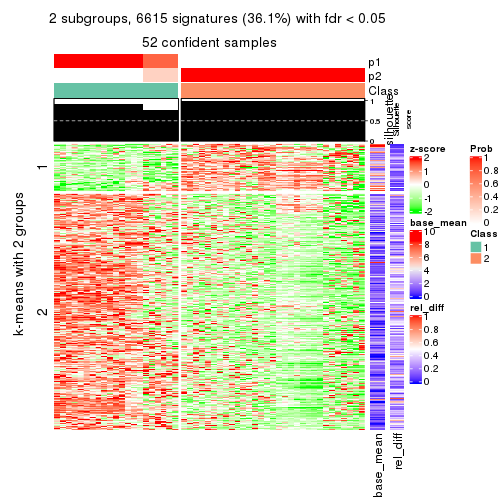 2 subgroups, 6615 signatures (36.1%) with fdr < 0.05
52 confident samples
p1
p2
Class
silhouette
Silhouette
score
1
0.5
0
k-means with 2 groups
1
2
base_mean
rel_diff
z-score
2
1
0
-1
-2
base_mean
10
8
6
4
2
0
rel_diff
1
0.8
0.6
0.4
0.2
0
Prob
1
0.8
0.6
0.4
0.2
0
Class
1
2